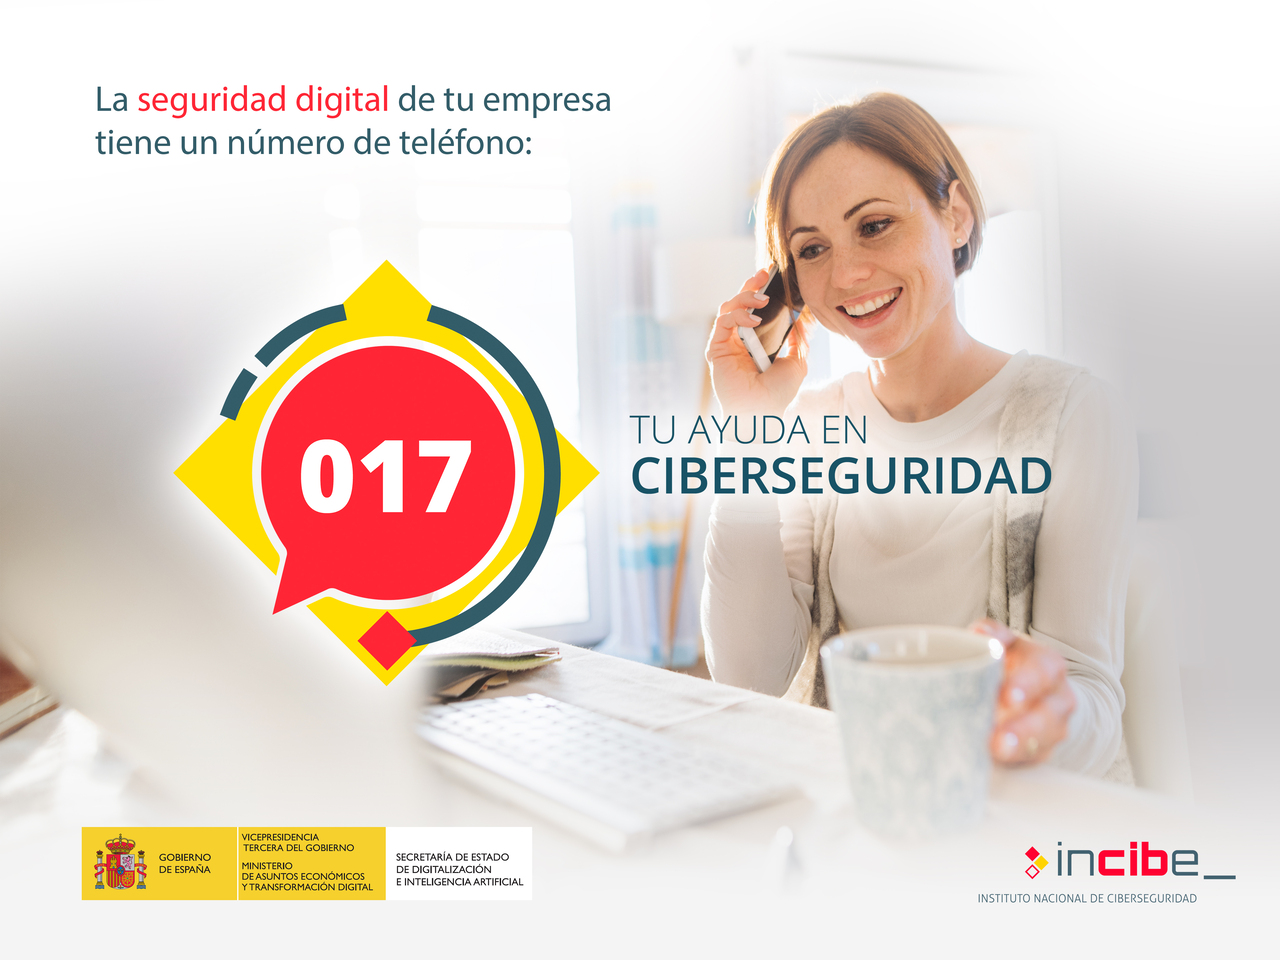 La seguridad digital de tu empresa
tiene un número de teléfono:
017
TU AYUDA EN
CIBERSEGURIDAD
GOBIERNO
DE ESPAÑA
VICEPRESIDENCIA
TERCERA DEL GOBIERNO
MINISTERIO
DE ASUNTOS ECONÓMICOS
Y TRANSFORMACIÓN DIGITAL
SECRETARÍA DE ESTADO
DE DIGITALIZACIÓN
E INTELIGENCIA ARTIFICIAL
incibe_
INSTITUTO NACIONAL DE CIBERSEGURIDAD